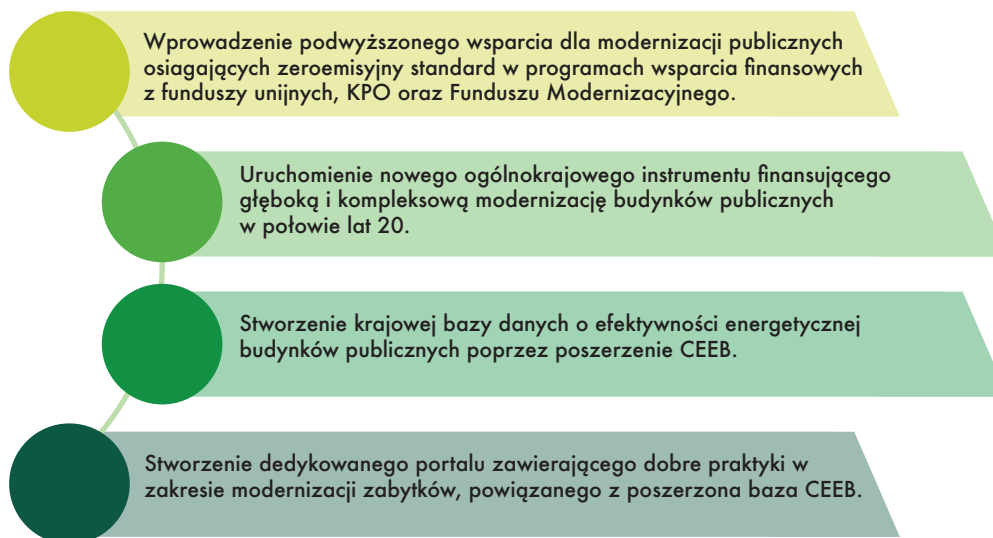 Wprowadzenie podwyższonego wsparcia dla modernizacji publicznych
osiagających zeroemisyjny standard w programach wsparcia finansowych
z funduszy unijnych, KPO oraz Funduszu Modernizacyjnego.
Uruchomienie nowego ogólnokrajowego instrumentu finansującego
głęboką i kompleksową modernizację budynków publicznych
w połowie lat 20.
Stworzenie krajowej bazy danych o efektywności energetycznej
budynków publicznych poprzez poszerzenie CEEB.
Stworzenie dedykowanego portalu zawierającego dobre praktyki w
zakresie modernizacji zabytków, powiązanego z poszerzona baza CEEB.